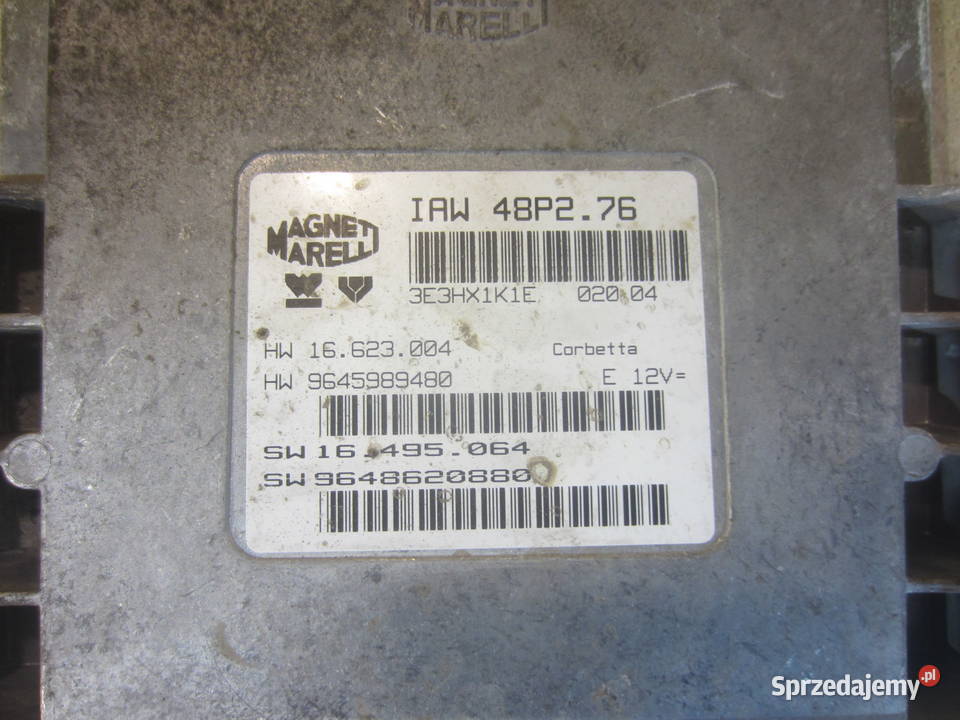 MAGNETI
MARELLI
IAW 48P2.76
MAGNETI
MARELLI
3E3HX1K1E 020 04
HW 16.623.004 Corbetta
HW 9645989480 E 12V=
SW 16.495.064
SW 9648620880
Sprzedajemy.pl